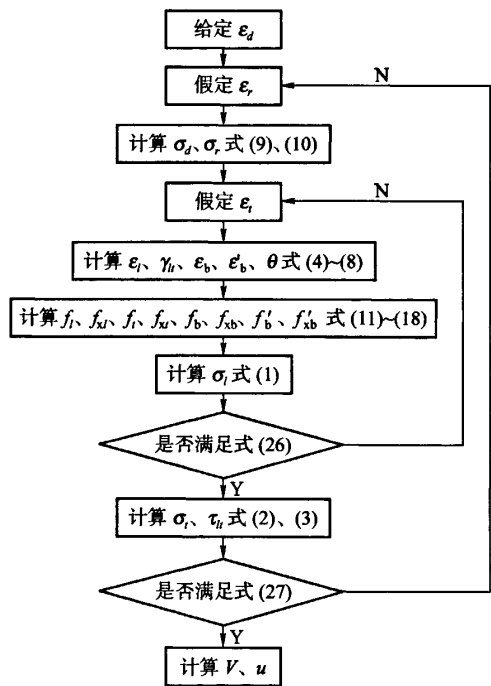 给定 εd
假定 εr
N
计算 σd、σr 式 (9)、(10)
假定 εt
N
计算 εl、γlt、εb、ε'b、θ 式 (4)~(8)
计算 fl、fxl、ft、fxt、fb、fxb、f'b、f'xb 式 (11)~(18)
计算 σl 式 (1)
是否满足式 (26)
Y
计算 σt、τlt 式 (2)、(3)
是否满足式 (27)
Y
计算 V、u